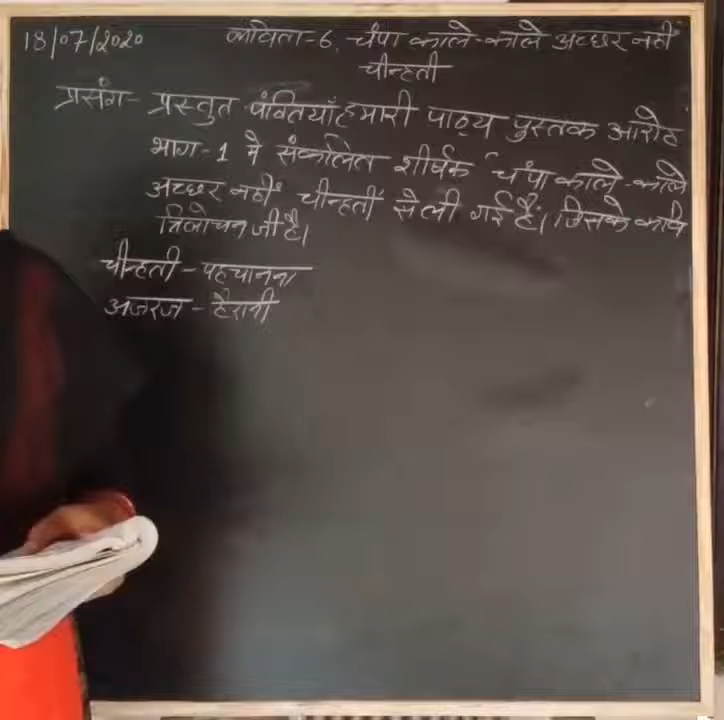 18/07/2020 कविता-6. चंपा काले-काले अच्छर नहीं
चीन्हती
प्रसंग- प्रस्तुत पंक्तियाँ हमारी पाठ्य पुस्तक आरोह
भाग-1 में संकलित शीर्षक "चंपा काले-काले
अच्छर नहीं चीन्हतीं से ली गई हैं। जिसके कवि
त्रिलोचन जी है।
चीन्हती - पहचानना
अजरज - हैरानी